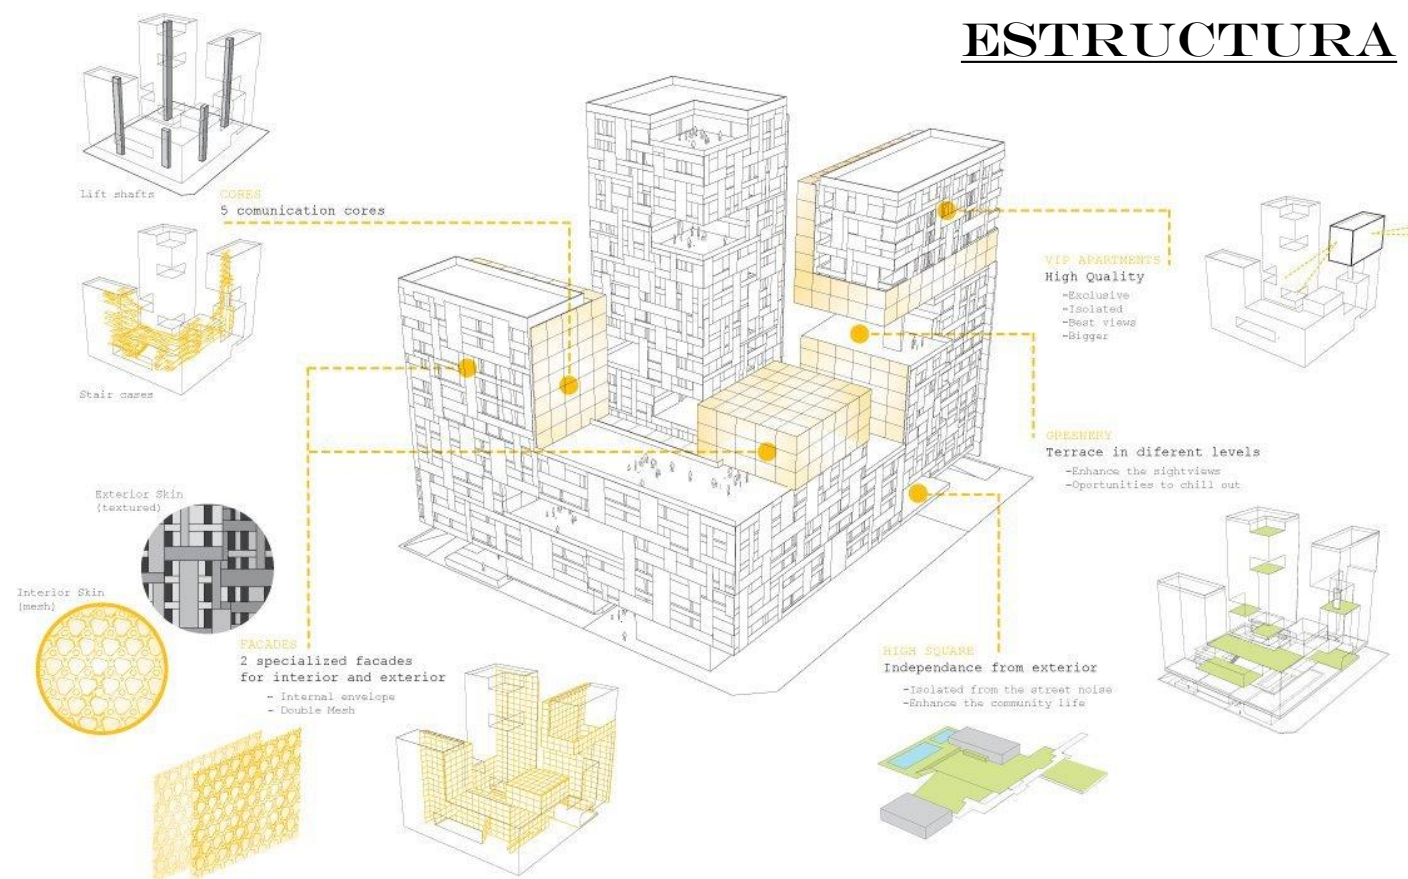 ESTRUCTURA
Lift shafts
CORES
5 comunication cores
Stair cases
VIP APARTMENTS
High Quality
-Exclusive
-Isolated
-Best views
-Bigger
GREENERY
Terrace in diferent levels
-Enhance the sightviews
-Oportunities to chill out
Exterior Skin
(textured)
Interior Skin
(mesh)
FACADES
2 specialized facades
for interior and exterior
- Internal envelope
- Double Mesh
HIGH SQUARE
Independance from exterior
-Isolated from the street noise
-Enhance the community life